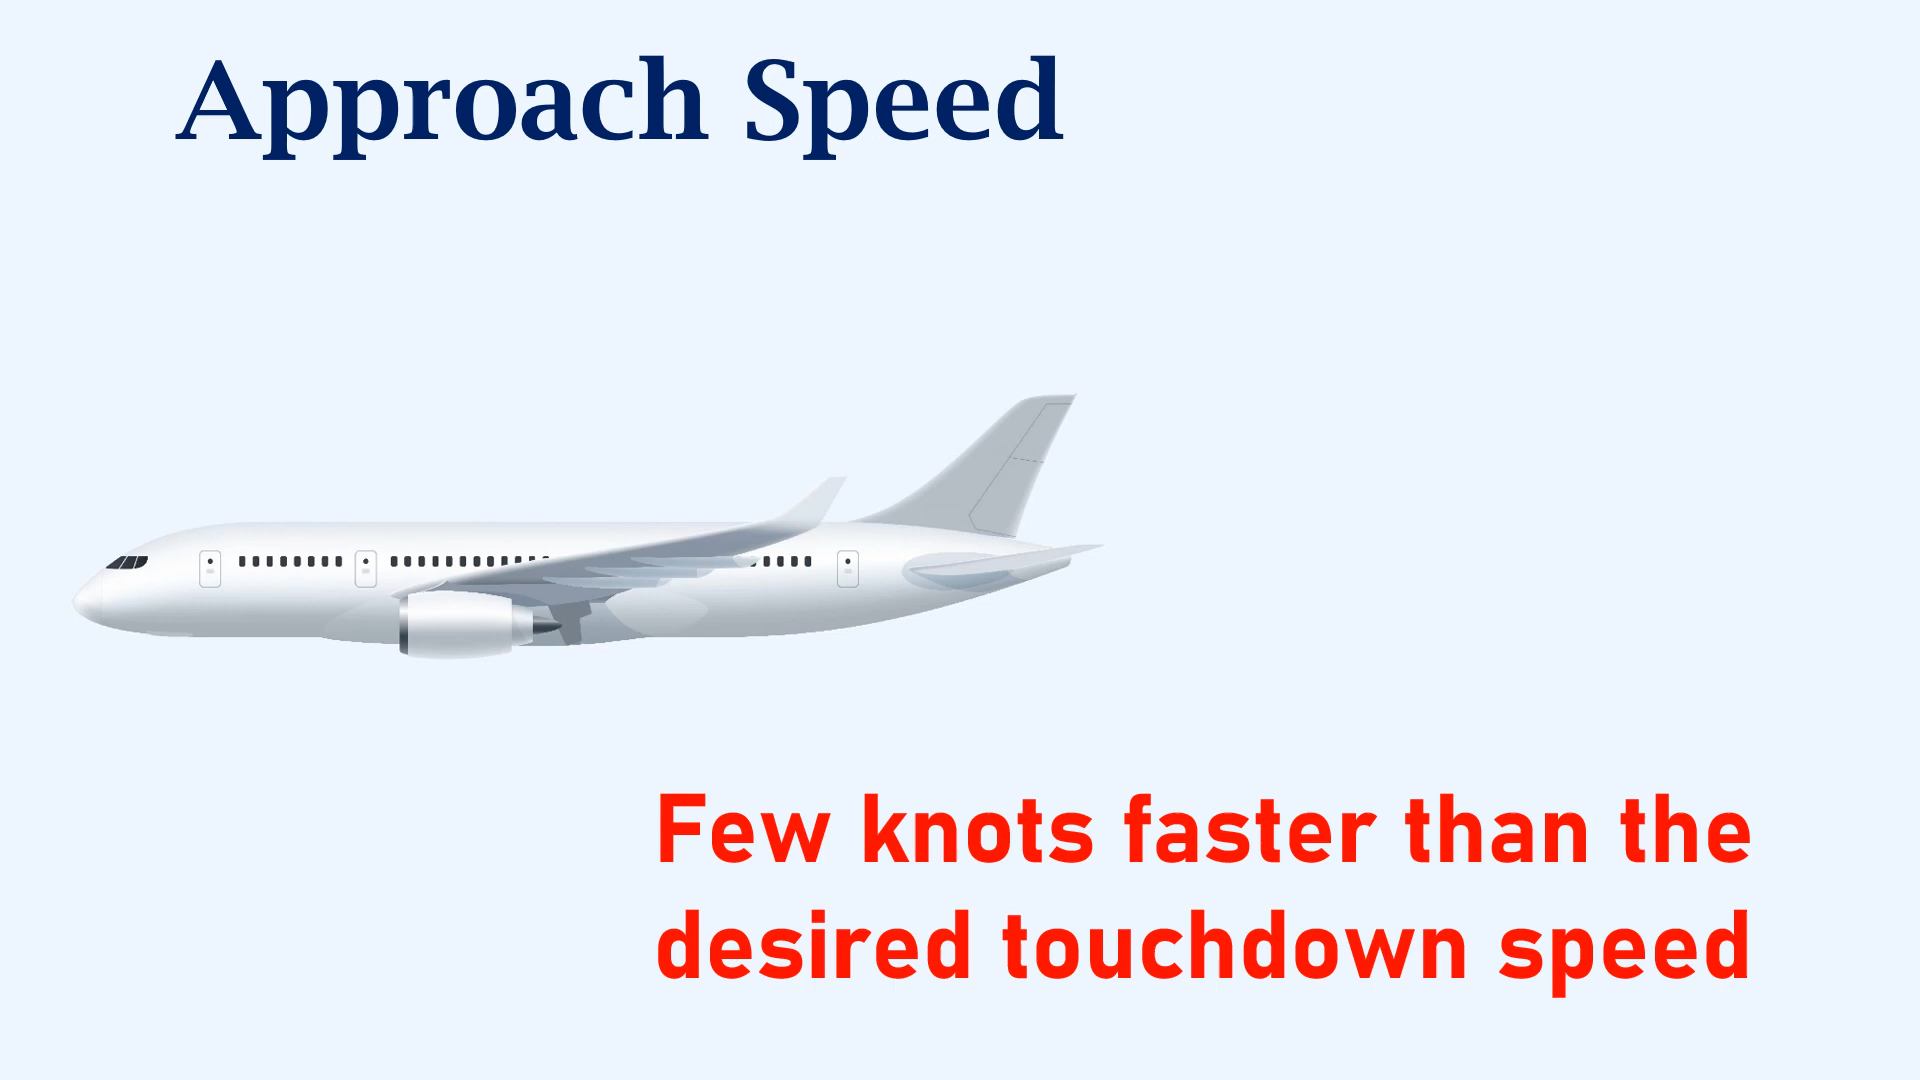 Approach Speed
Few knots faster than the
desired touchdown speed